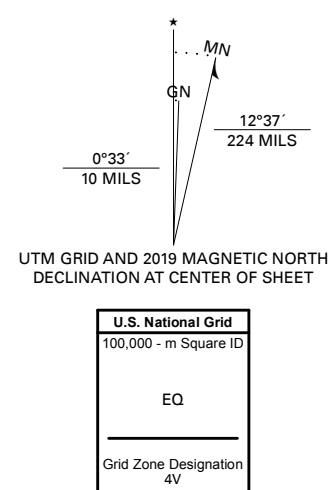 ★
MN
GN
12°37´
224 MILS
0°33´
10 MILS
UTM GRID AND 2019 MAGNETIC NORTH
DECLINATION AT CENTER OF SHEET
U.S. National Grid
100,000 - m Square ID
EQ
Grid Zone Designation
4V